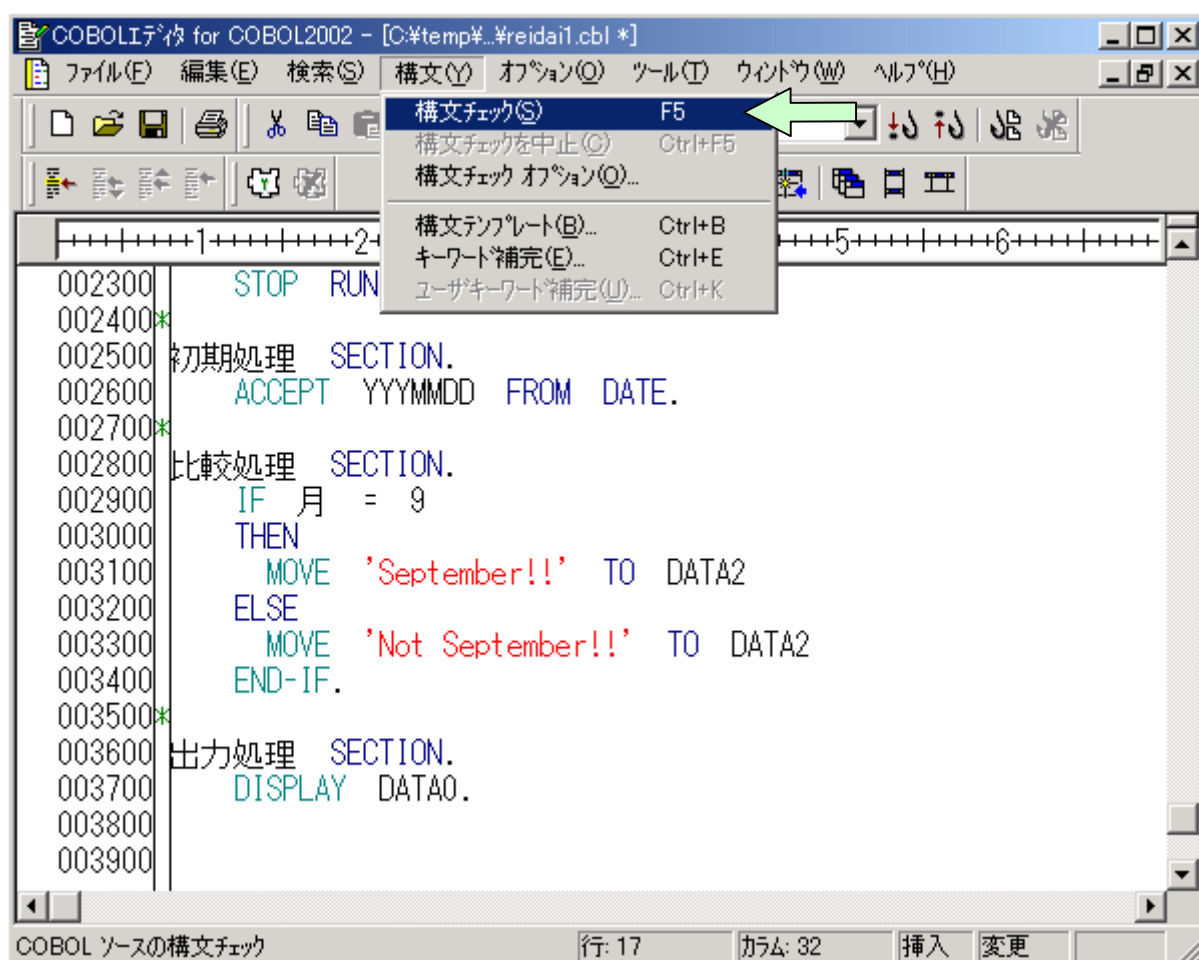 COBOLｴﾃﾞｨﾀ for COBOL2002 - [C:¥temp¥...¥reidai1.cbl *]
ﾌｧｲﾙ(F) 編集(E) 検索(S) 構文(Y) ｵﾌﾟｼｮﾝ(O) ﾂｰﾙ(T) ｳｨﾝﾄﾞｳ(W) ﾍﾙﾌﾟ(H)
構文ﾁｪｯｸ(S) F5
構文ﾁｪｯｸを中止(C) Ctrl+F5
構文ﾁｪｯｸ ｵﾌﾟｼｮﾝ(O)...
構文ﾃﾝﾌﾟﾚｰﾄ(B)... Ctrl+B
ｷｰﾜｰﾄﾞ補完(E)... Ctrl+E
ﾕｰｻﾞｷｰﾜｰﾄﾞ補完(U)... Ctrl+K
1 2 5 6
002300 STOP RUN
002400*
002500 初期処理 SECTION.
002600 ACCEPT YYYMMDD FROM DATE.
002700*
002800 比較処理 SECTION.
002900 IF 月 = 9
003000 THEN
003100 MOVE 'September!!' TO DATA2
003200 ELSE
003300 MOVE 'Not September!!' TO DATA2
003400 END-IF.
003500*
003600 出力処理 SECTION.
003700 DISPLAY DATA0.
003800
003900
COBOL ｿｰｽの構文ﾁｪｯｸ 行: 17 ｶﾗﾑ: 32 挿入 変更